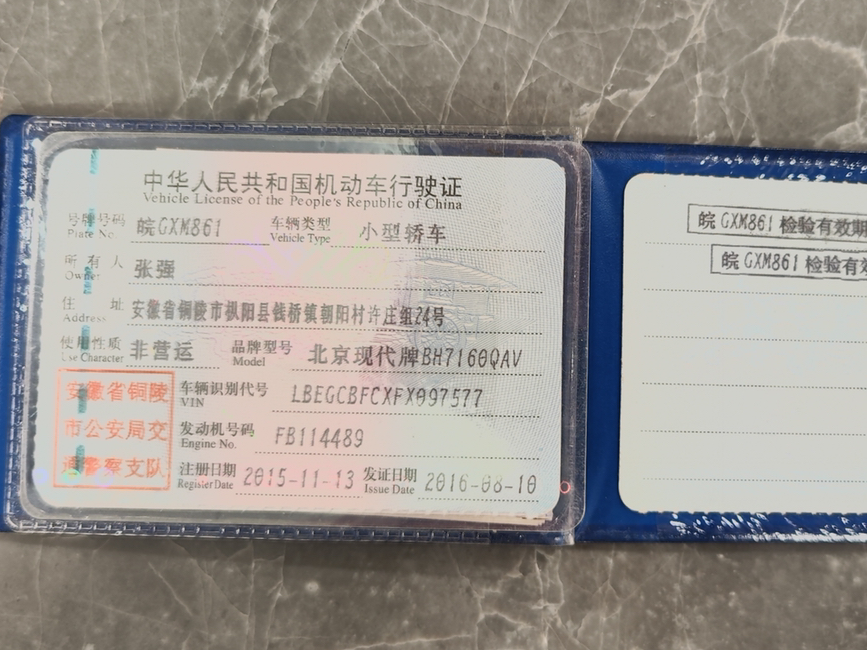 中华人民共和国机动车行驶证
Vehicle License of the People's Republic of China
号牌号码 皖GXM861 车辆类型 小型轿车
Plate No. Vehicle Type
所有人 张强
Owner
住址 安徽省铜陵市枞阳县钱桥镇朝阳村许庄组24号
Address
使用性质 非营运 品牌型号 北京现代牌BH7160QAV
Use Character Model
安徽省铜陵 车辆识别代号 LBEGCBFCXFX097577
VIN
市公安局交 发动机号码 FB114489
Engine No.
通警察支队 注册日期 2015-11-13 发证日期 2016-08-10
Register Date Issue Date
皖GXM861 检验有效期
皖GXM861 检验有效